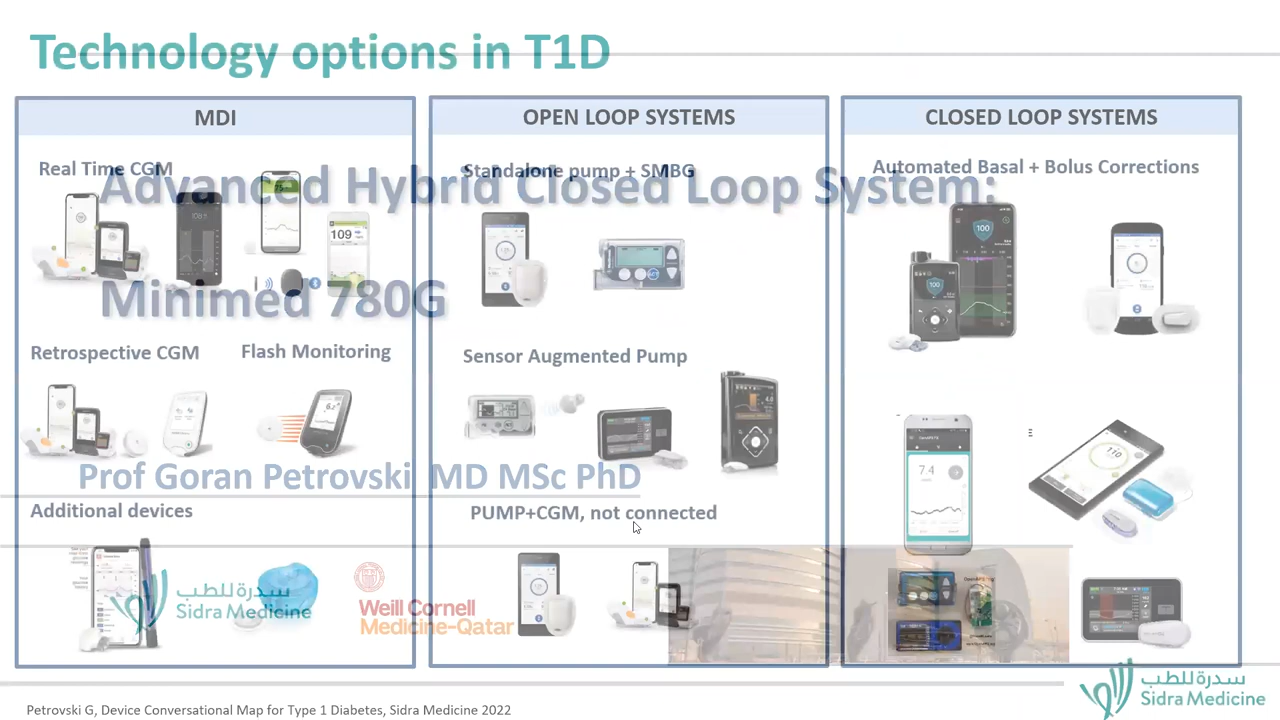 Technology options in T1D
MDI
OPEN LOOP SYSTEMS
CLOSED LOOP SYSTEMS
Real Time CGM
Standalone pump + SMBG
Automated Basal + Bolus Corrections
Advanced Hybrid Closed Loop System:
Minimed 780G
109
100
100
Retrospective CGM
Flash Monitoring
Sensor Augmented Pump
7.4
110
Prof Goran Petrovski MD MSc PhD
Additional devices
PUMP+CGM, not connected
سدرة للطب
Sidra Medicine
Weill Cornell
Medicine-Qatar
سدرة للطب
Sidra Medicine
Petrovski G, Device Conversational Map for Type 1 Diabetes, Sidra Medicine 2022